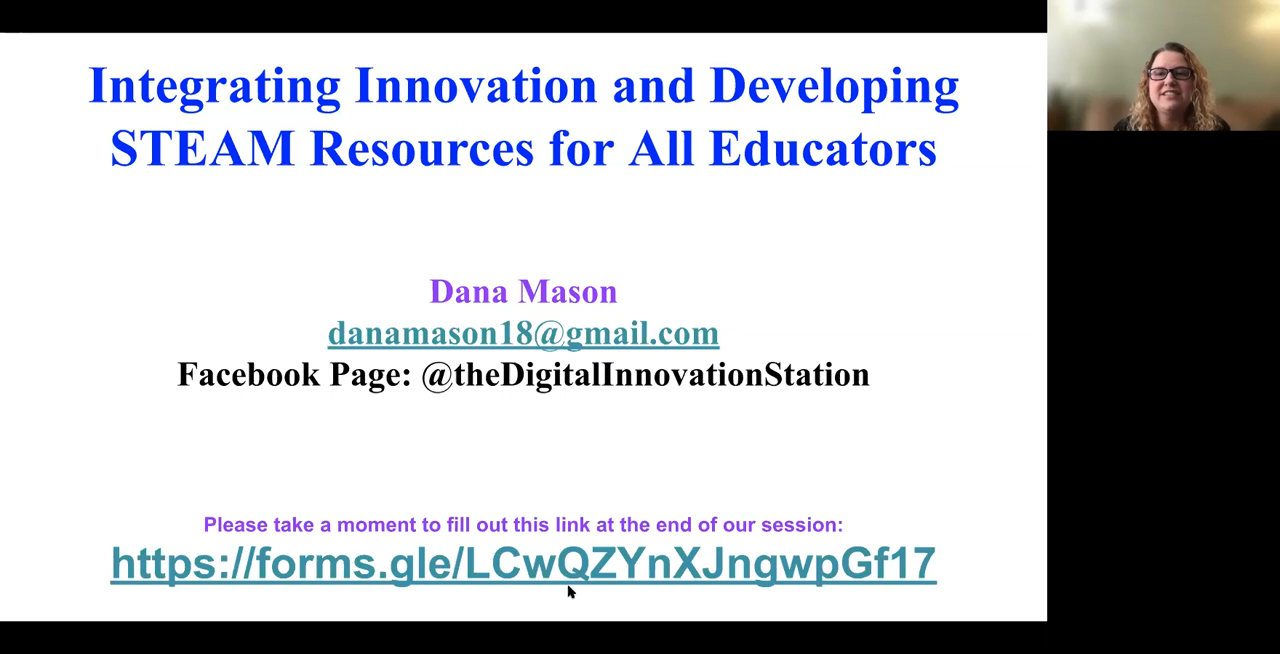 Integrating Innovation and Developing
STEAM Resources for All Educators
Dana Mason
danamason18@gmail.com
Facebook Page: @theDigitalInnovationStation
Please take a moment to fill out this link at the end of our session:
https://forms.gle/LCwQZYnXJngwpGf17